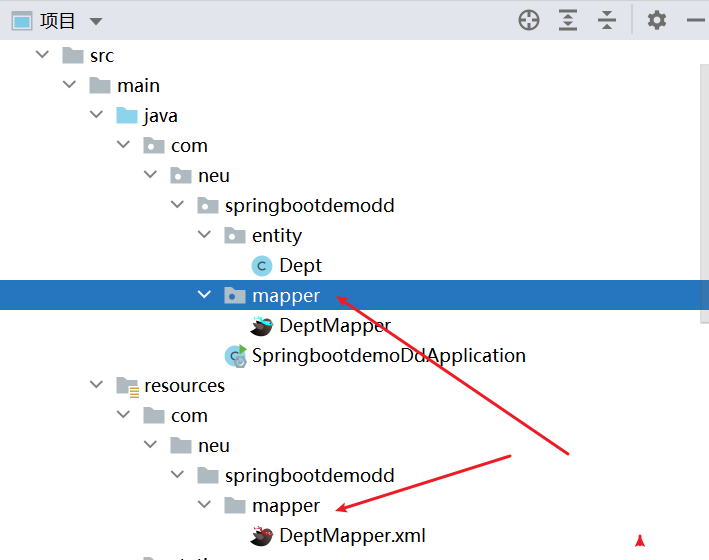 项目
src
main
java
com
neu
springbootdemodd
entity
Dept
mapper
DeptMapper
SpringbootdemoDdApplication
resources
com
neu
springbootdemodd
mapper
DeptMapper.xml